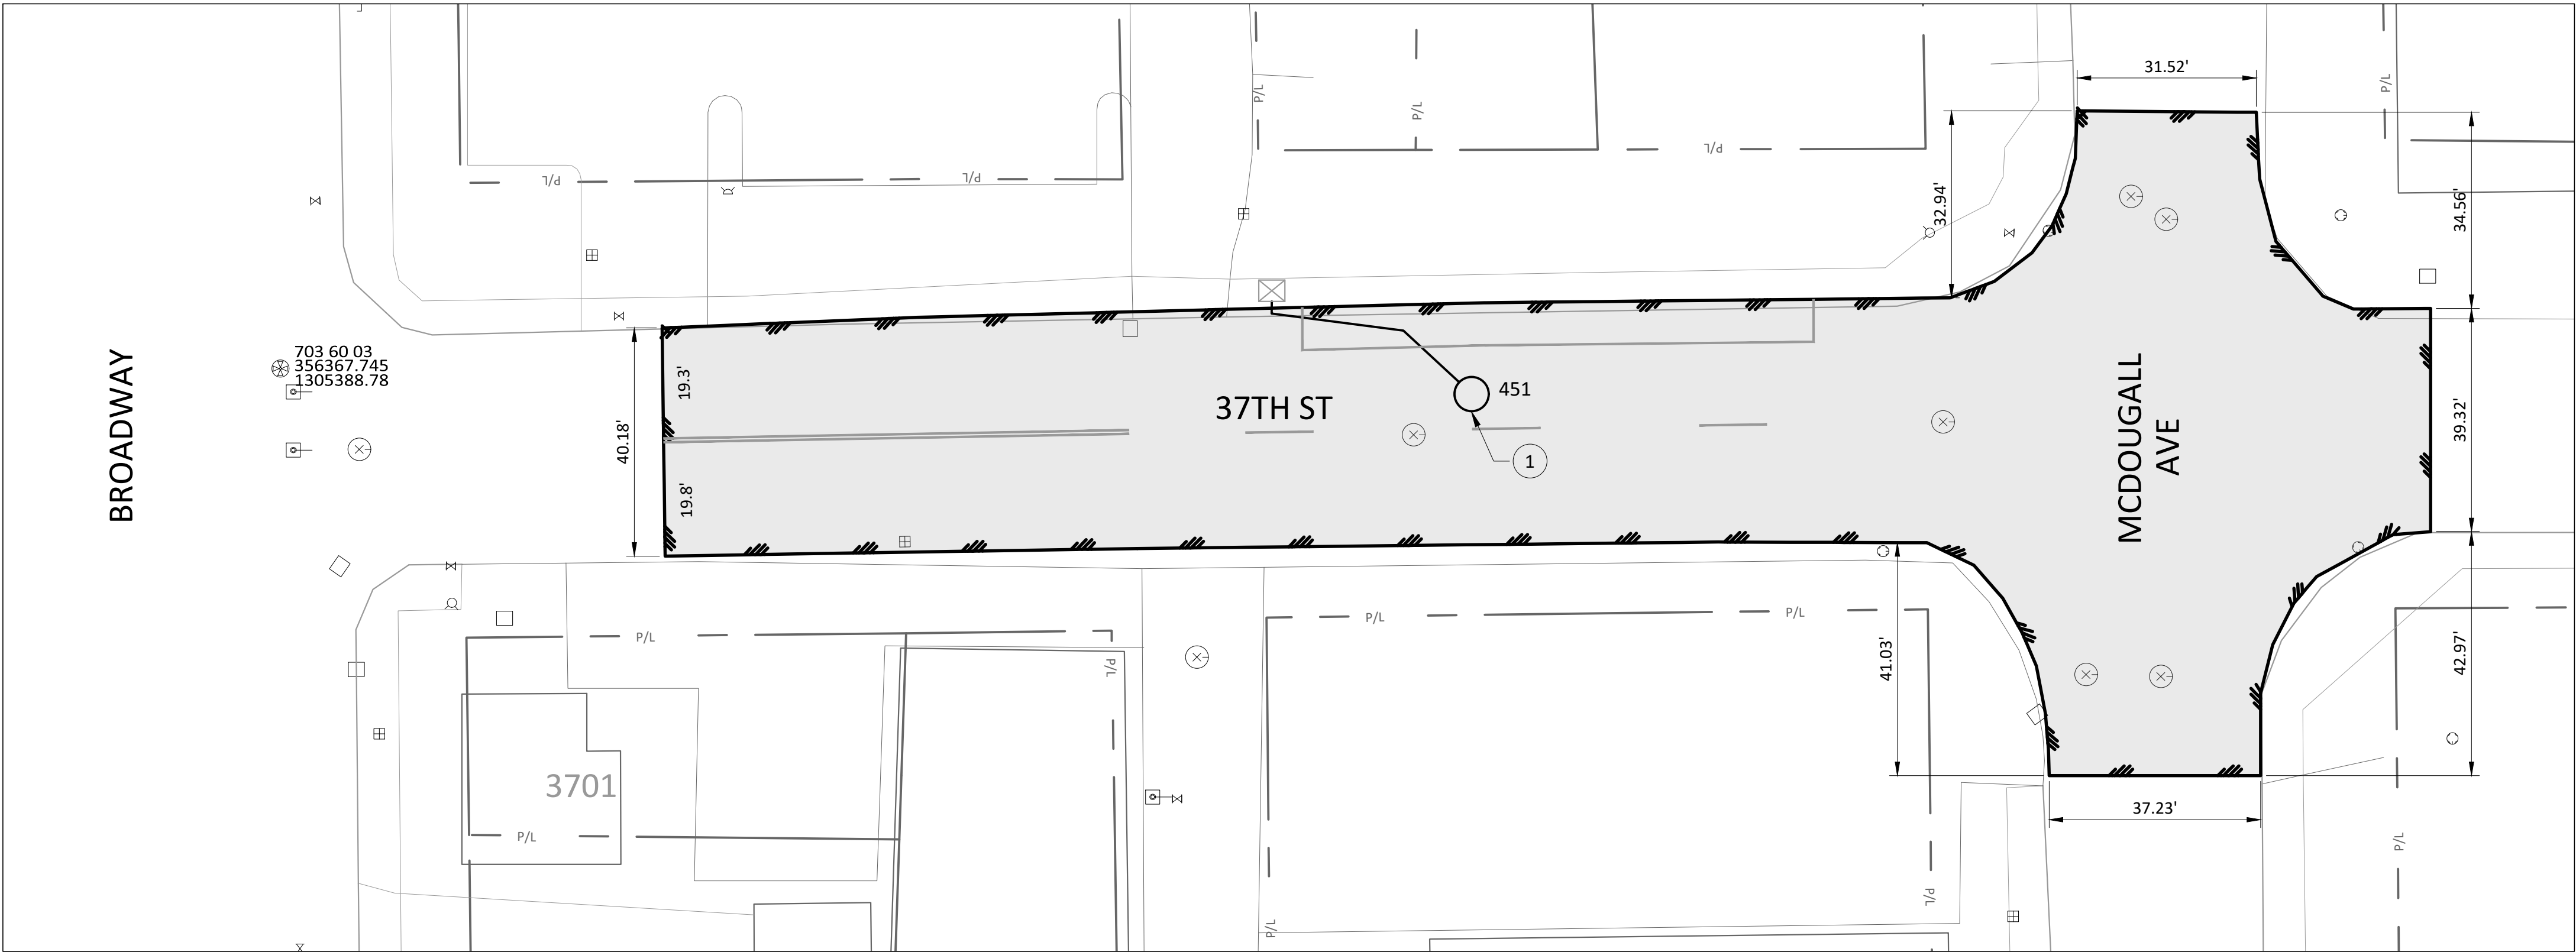 31.52'
P/L
P/L
P/L
P/L
P/L
P/L
32.94'
34.56'
703 60 03
356367.745
1305388.78
BROADWAY
19.3'
40.18'
19.8'
37TH ST
451
1
MCDOUGALL
AVE
39.32'
P/L
P/L
P/L
P/L
41.03'
42.97'
3701
P/L
37.23'
P/L
P/L
P/L